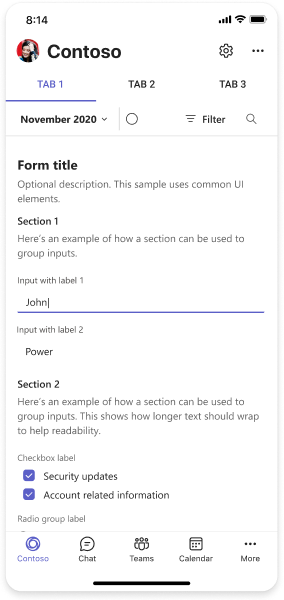 8:14
Contoso
TAB 1 TAB 2 TAB 3
November 2020 Filter
Form title
Optional description. This sample uses common UI
elements.
Section 1
Here's an example of how a section can be used to
group inputs.
Input with label 1
John
Input with label 2
Power
Section 2
Here's an example of how a section can be used to
group inputs. This shows how longer text should wrap
to help readability.
Checkbox label
Security updates
Account related information
Radio group label
Contoso Chat Teams Calendar More